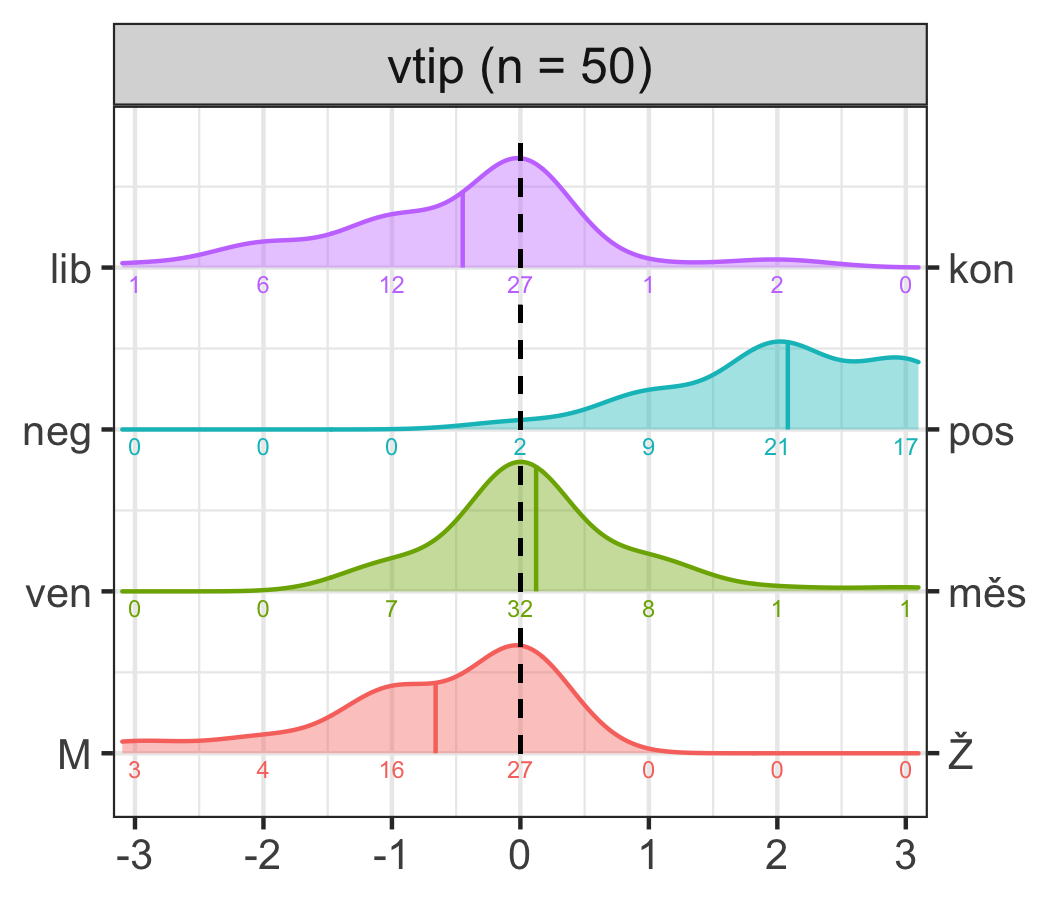 vtip (n = 50)
lib kon
1 6 12 27 1 2 0
neg pos
0 0 0 2 9 21 17
ven měs
0 0 7 32 8 1 1
M Ž
3 4 16 27 0 0 0
-3 -2 -1 0 1 2 3